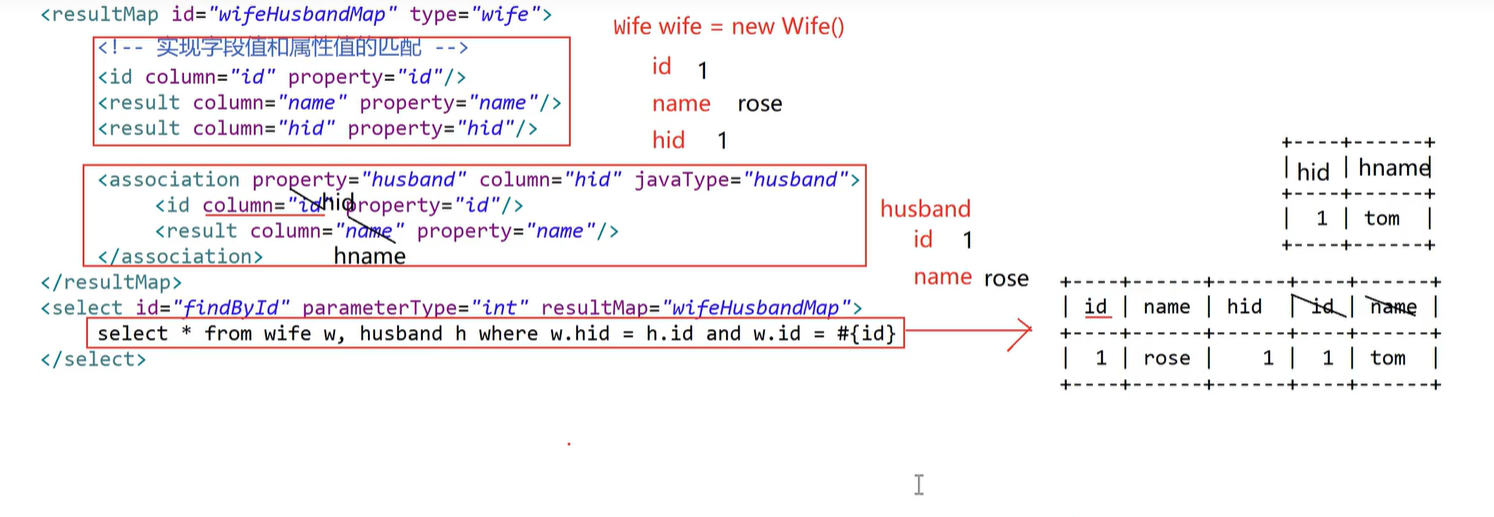 <resultMap id="wifeHusbandMap" type="wife">
Wife wife = new Wife()
<!-- 实现字段值和属性值的匹配 -->
<id column="id" property="id"/>
id 1
<result column="name" property="name"/>
name rose
<result column="hid" property="hid"/>
hid 1
+----+------+
| hid | hname
+----+------+
| 1 | tom |
+----+------+
<association property="husband" column="hid" javaType="husband">
<id column="id" property="id"/>
hid
<result column="name" property="name"/>
hname
</association>
husband
id 1
name rose
</resultMap>
<select id="findById" parameterType="int" resultMap="wifeHusbandMap">
select * from wife w, husband h where w.hid = h.id and w.id = #{id}
</select>
+----+------+------+----+------+
| id | name | hid | id | name |
+----+------+------+----+------+
| 1 | rose | 1 | 1 | tom |
+----+------+------+----+------+